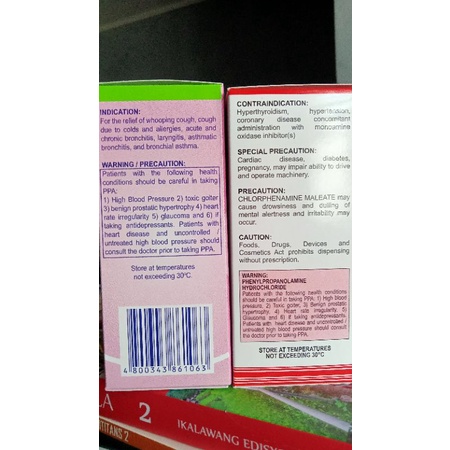 INDICATION:
For the relief of whooping cough, cough
due to colds and allergies, acute and
chronic bronchitis, laryngitis, asthmatic
bronchitis, and bronchial asthma.
WARNING / PRECAUTION:
Patients with the following health
conditions should be careful in taking
PPA:
1) High Blood Pressure 2) toxic goiter
3) benign prostatic hypertrophy 4) heart
rate irregularity 5) glaucoma and 6) if
taking antidepressants. Patients with
heart disease and uncontrolled /
untreated high blood pressure should
consult the doctor prior to taking PPA.
Store at temperatures
not exceeding 30°C.
4 800343 861063
CONTRAINDICATION:
Hyperthyroidism, hypertension,
coronary disease concomitant
administration with monoamine
oxidase inhibitor(s)
SPECIAL PRECAUTION:
Cardiac disease, diabetes,
pregnancy, may impair ability to drive
and operate machinery.
PRECAUTION:
CHLORPHENAMINE MALEATE may
cause drowsiness and dulling of
mental alertness and irritability may
occur.
CAUTION:
Foods, Drugs, Devices and
Cosmetics Act prohibits dispensing
without prescription.
WARNING:
PHENYLPROPANOLAMINE
HYDROCHLORIDE
Patients with the following health conditions
should be careful in taking PPA: 1) High blood
pressure, 2) Toxic goiter, 3) Benign prostatic
hypertrophy, 4) Heart rate irregularity, 5)
Glaucoma and 6) if taking antidepressants.
Patients with heart disease and uncontrolled /
untreated high blood pressure should consult
the doctor prior to taking PPA.
STORE AT TEMPERATURES
NOT EXCEEDING 30°C
LA 2 IKALAWANG EDISY
TITANS 2